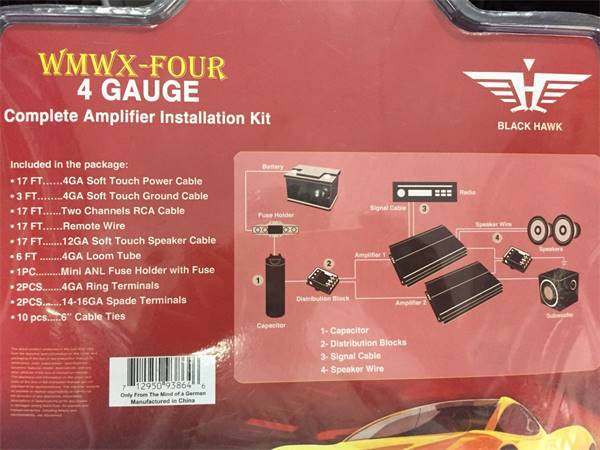 WMWX-FOUR
4 GAUGE
Complete Amplifier Installation Kit
BLACK HAWK
Included in the package:
• 17 FT......4GA Soft Touch Power Cable
• 3 FT........4GA Soft Touch Ground Cable
• 17 FT......Two Channels RCA Cable
• 17 FT......Remote Wire
• 17 FT.......12GA Soft Touch Speaker Cable
• 6 FT .......4GA Loom Tube
• 1PC........Mini ANL Fuse Holder with Fuse
• 2PCS......4GA Ring Terminals
• 2PCS......14-16GA Spade Terminals
• 10 pcs.....6" Cable Ties
Battery
Fuse Holder
Signal Cable
3
Radio
Speaker Wire
4
Speakers
Amplifier 1
2
1
Distribution Block
Amplifier 2
Subwoofer
Capacitor
1- Capacitor
2- Distribution Blocks
3- Signal Cable
4- Speaker Wire
7 12950 93864 6
Only From The Mind of a German
Manufactured in China